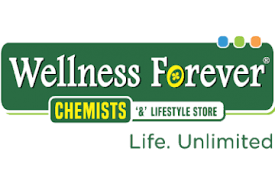 Wellness Forever®
CHEMISTS '&' LIFESTYLE STORE
Life. Unlimited